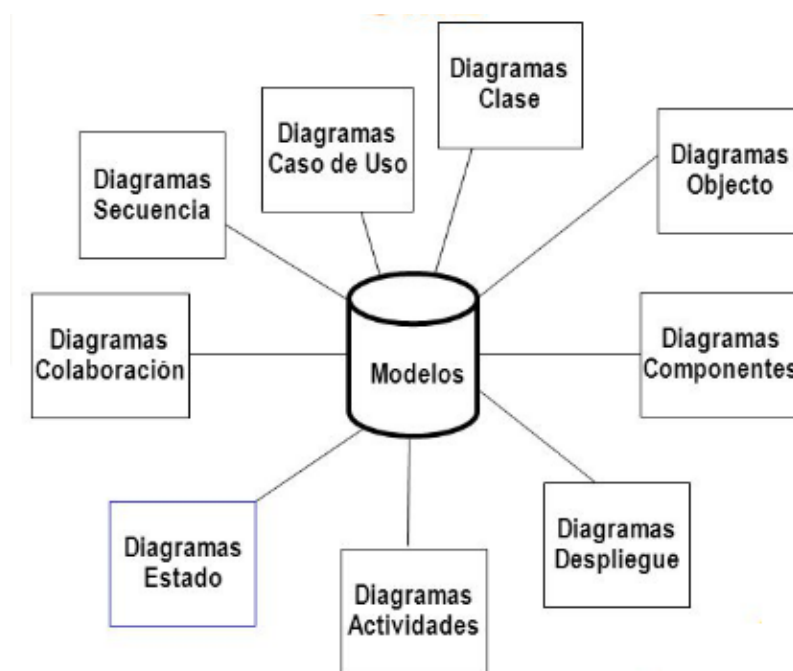 Diagramas
Clase
Diagramas
Caso de Uso
Diagramas
Objecto
Diagramas
Secuencia
Diagramas
Colaboración
Modelos
Diagramas
Componentes
Diagramas
Estado
Diagramas
Despliegue
Diagramas
Actividades